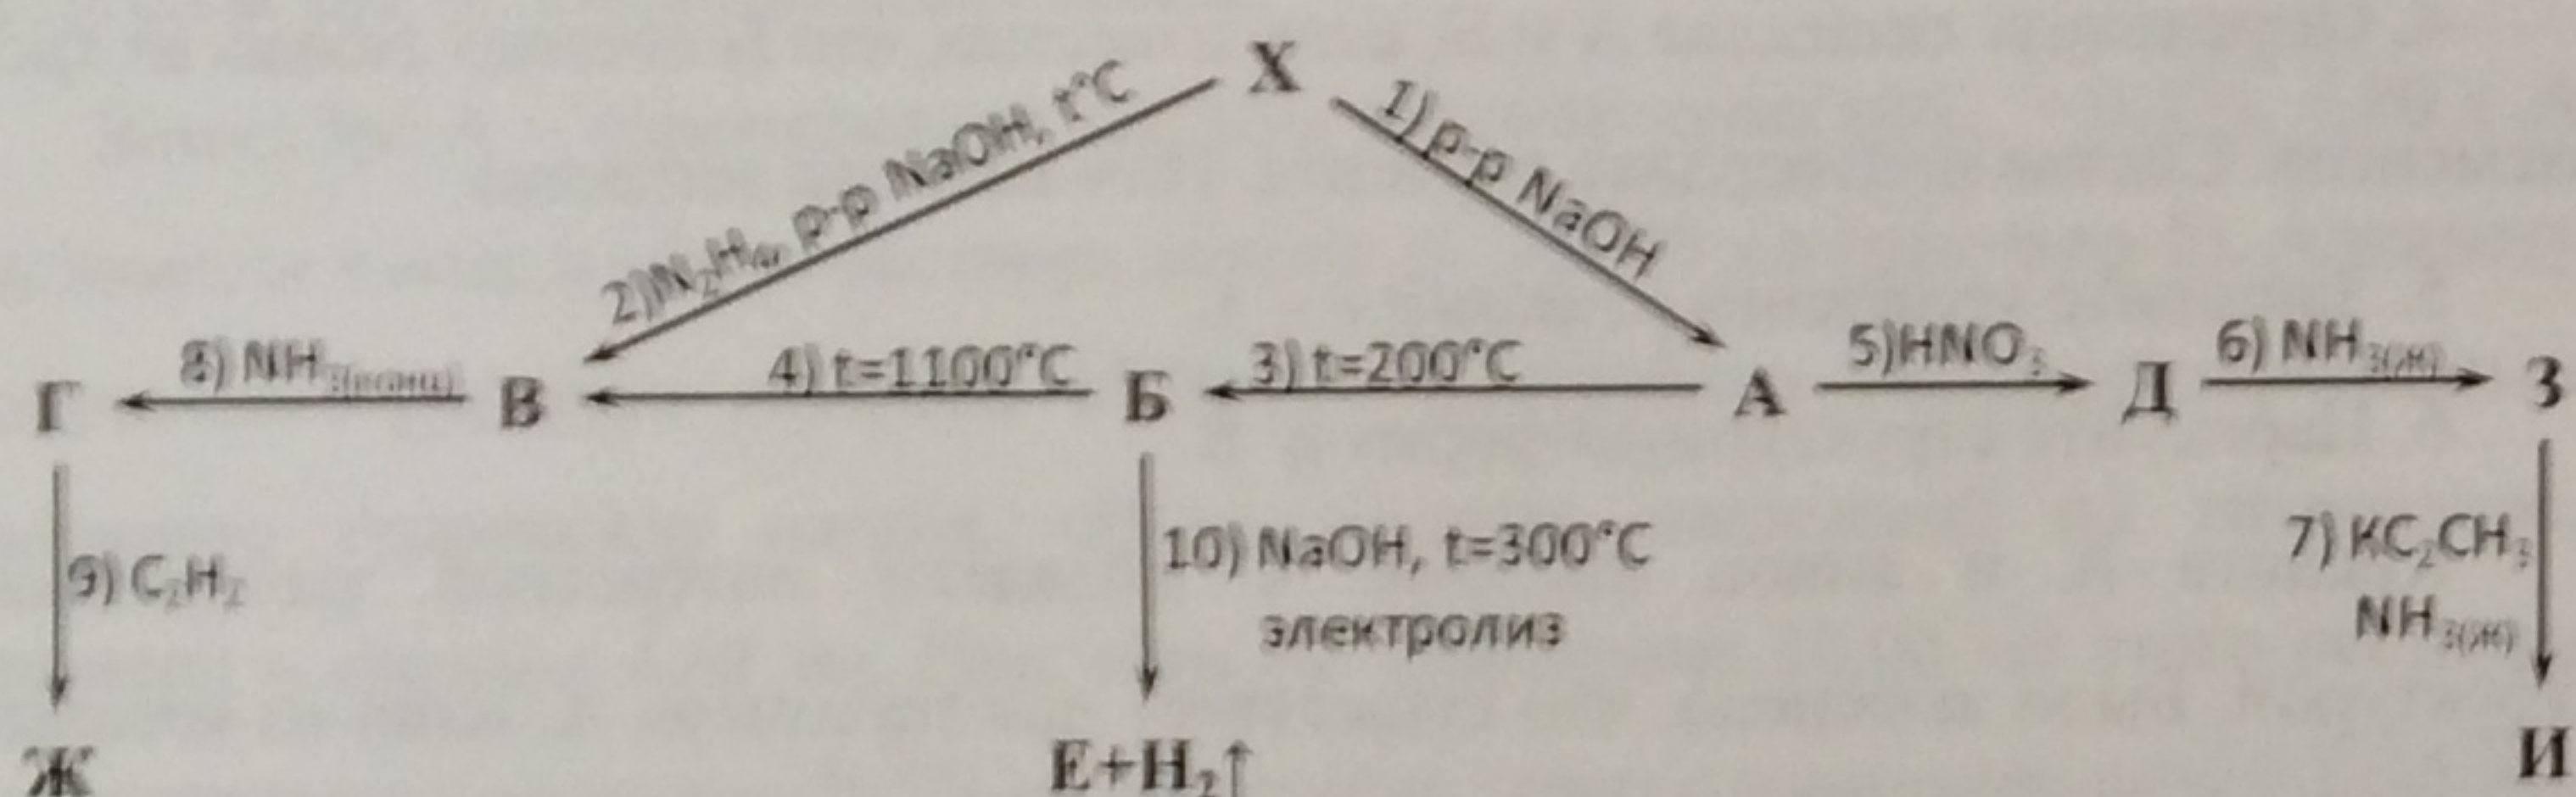 X
1) р-р NaOH
2)N₂H₄, р-р NaOH, t°C
Г
8) NH₃₍конц₎
В
4) t=1100°C
Б
3) t=200°C
А
5)HNO₃
Д
6) NH₃₍ж₎
З
9) C₂H₂
10) NaOH, t=300°C
электролиз
7) KC₂CH₃
NH₃₍ж₎
Ж
Е+H₂↑
И